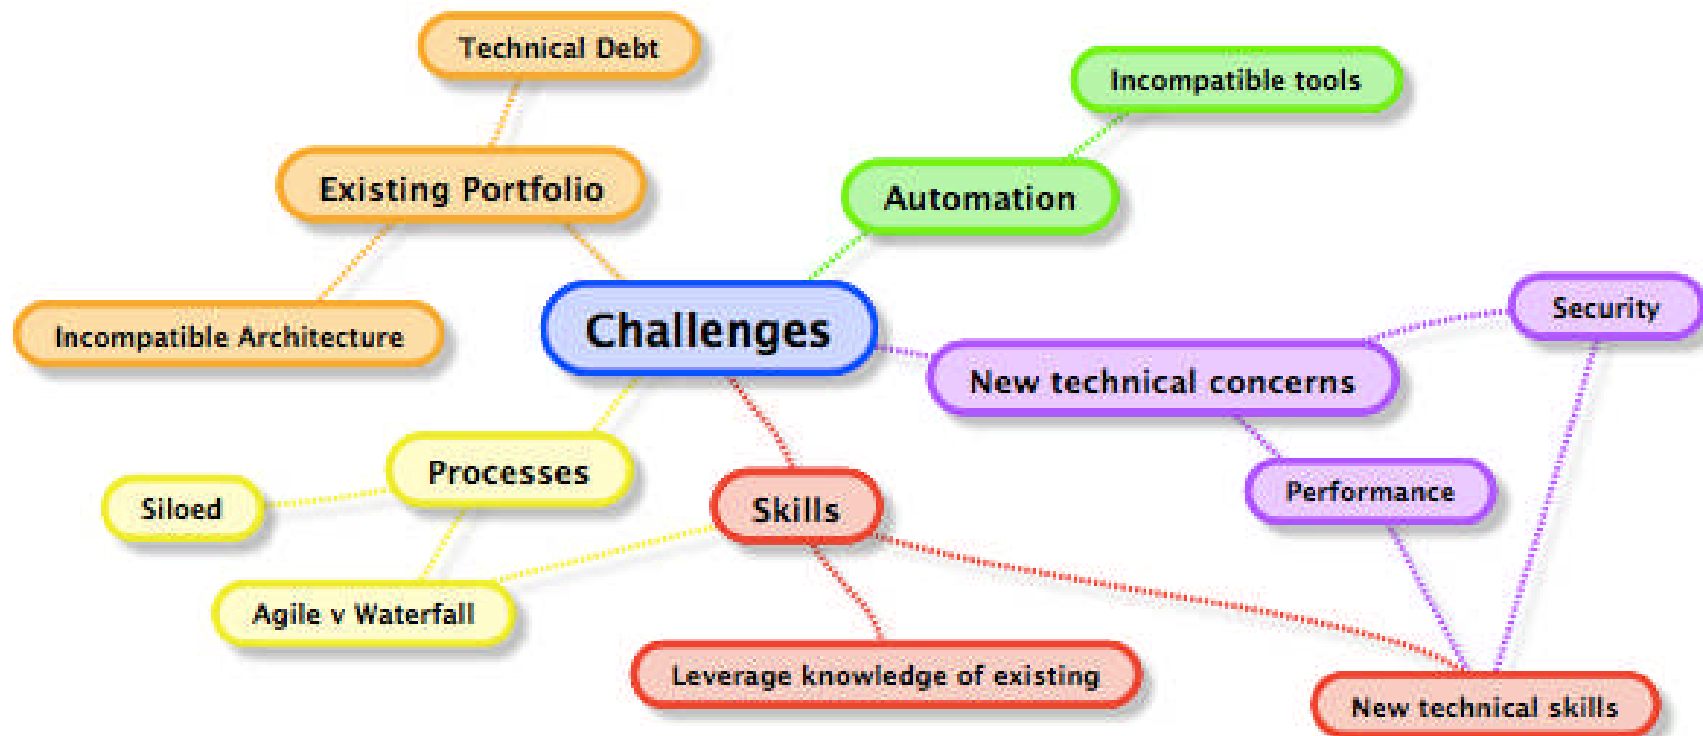 Technical Debt
Incompatible tools
Existing Portfolio
Automation
Incompatible Architecture
Challenges
Security
New technical concerns
Processes
Siloed
Skills
Performance
Agile v Waterfall
Leverage knowledge of existing
New technical skills